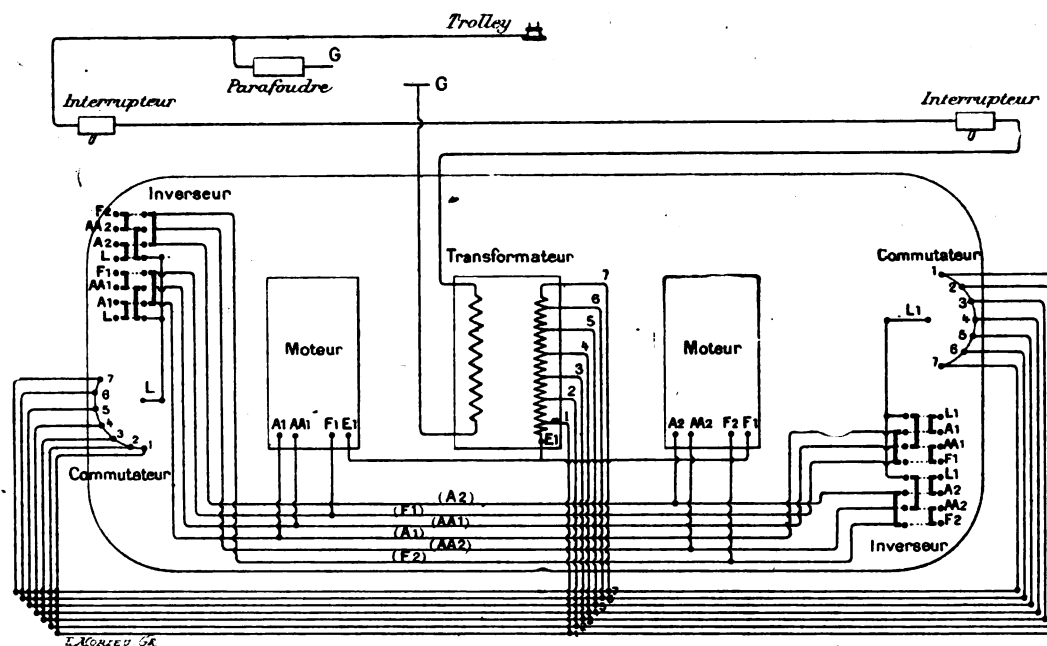 Trolley
G
Parafoudre
G
Interrupteur
Interrupteur
Inverseur
F2
AA2
A2
L
F1
AA1
A1
L
L
7
6
5
4
3
2
1
Commutateur
Moteur
A1 AA1 F1 E1
Transformateur
7
6
5
4
3
2
1
E1
Moteur
A2 AA2 F2 F1
Commutateur
1
2
3
4
5
6
7
L1
L1
A1
AA1
F1
L1
A2
AA2
F2
Inverseur
(A2)
(F1)
(AA1)
(A1)
(AA2)
(F2)